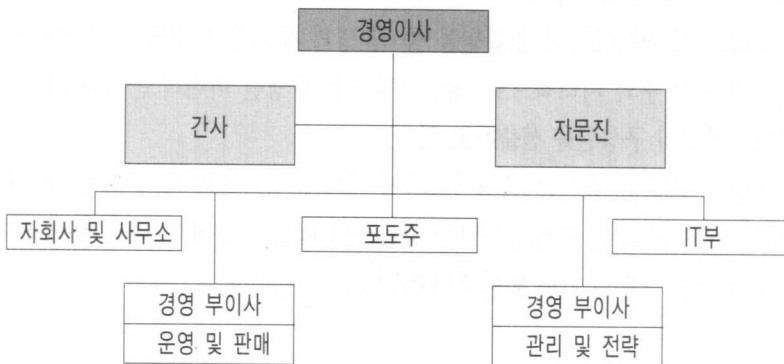 경영이사
간사
자문진
자회사 및 사무소
포도주
IT부
경영 부이사
운영 및 판매
경영 부이사
관리 및 전략